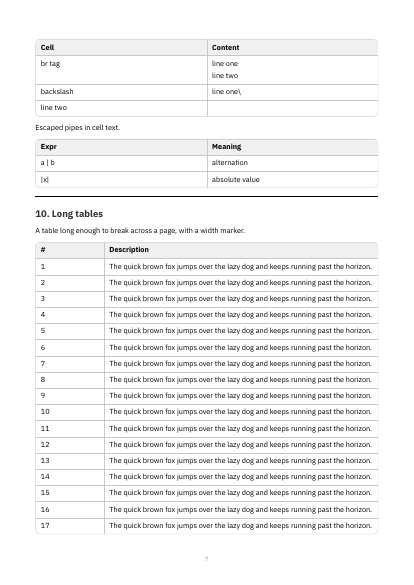 Cell Content
br tag line one
line two
backslash line one\
line two
Escaped pipes in cell text.
Expr Meaning
a | b alternation
|x| absolute value
10. Long tables
A table long enough to break across a page, with a width marker.
# Description
1 The quick brown fox jumps over the lazy dog and keeps running past the horizon.
2 The quick brown fox jumps over the lazy dog and keeps running past the horizon.
3 The quick brown fox jumps over the lazy dog and keeps running past the horizon.
4 The quick brown fox jumps over the lazy dog and keeps running past the horizon.
5 The quick brown fox jumps over the lazy dog and keeps running past the horizon.
6 The quick brown fox jumps over the lazy dog and keeps running past the horizon.
7 The quick brown fox jumps over the lazy dog and keeps running past the horizon.
8 The quick brown fox jumps over the lazy dog and keeps running past the horizon.
9 The quick brown fox jumps over the lazy dog and keeps running past the horizon.
10 The quick brown fox jumps over the lazy dog and keeps running past the horizon.
11 The quick brown fox jumps over the lazy dog and keeps running past the horizon.
12 The quick brown fox jumps over the lazy dog and keeps running past the horizon.
13 The quick brown fox jumps over the lazy dog and keeps running past the horizon.
14 The quick brown fox jumps over the lazy dog and keeps running past the horizon.
15 The quick brown fox jumps over the lazy dog and keeps running past the horizon.
16 The quick brown fox jumps over the lazy dog and keeps running past the horizon.
17 The quick brown fox jumps over the lazy dog and keeps running past the horizon.
7